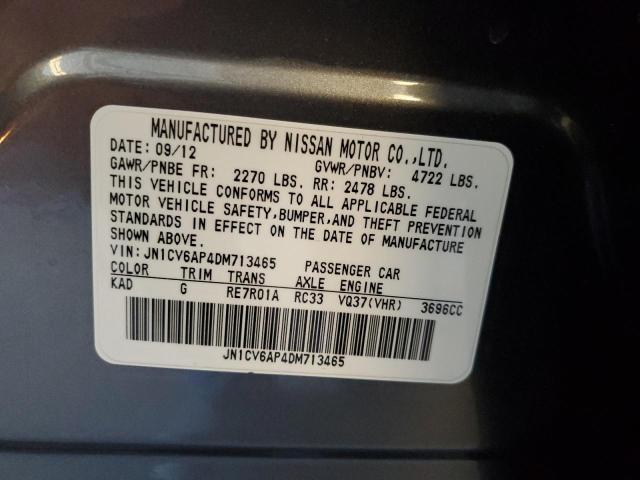 MANUFACTURED BY NISSAN MOTOR CO.,LTD.
DATE: 09/12 GVWR/PNBV: 4722 LBS.
GAWR/PNBE FR: 2270 LBS. RR: 2478 LBS.
THIS VEHICLE CONFORMS TO ALL APPLICABLE FEDERAL
MOTOR VEHICLE SAFETY,BUMPER,AND THEFT PREVENTION
STANDARDS IN EFFECT ON THE DATE OF MANUFACTURE
SHOWN ABOVE.
VIN:JN1CV6AP4DM713465 PASSENGER CAR
COLOR TRIM TRANS AXLE ENGINE
KAD G RE7R01A RC33 VQ37(VHR) 3696CC
JN1CV6AP4DM713465